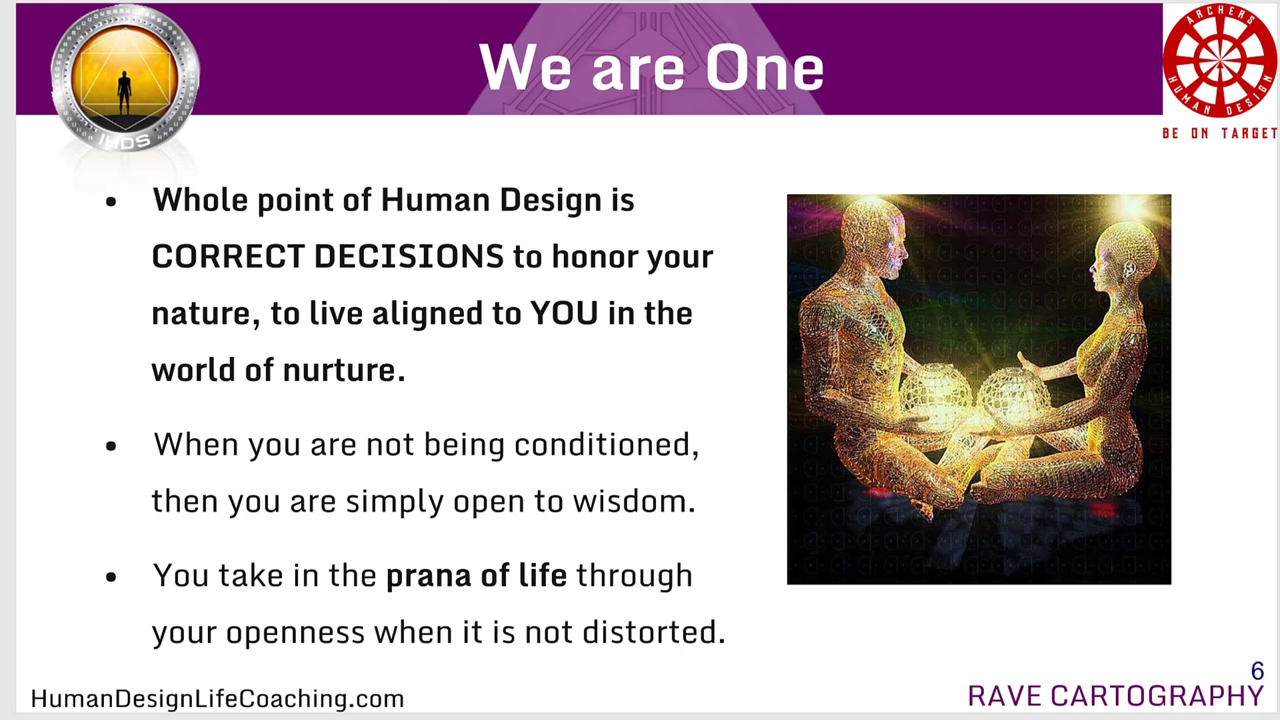 We are One
IHDS
ARCHERS
HUMAN DESIGN
BE ON TARGET
• Whole point of Human Design is
CORRECT DECISIONS to honor your
nature, to live aligned to YOU in the
world of nurture.
• When you are not being conditioned,
then you are simply open to wisdom.
• You take in the prana of life through
your openness when it is not distorted.
HumanDesignLifeCoaching.com
6
RAVE CARTOGRAPHY